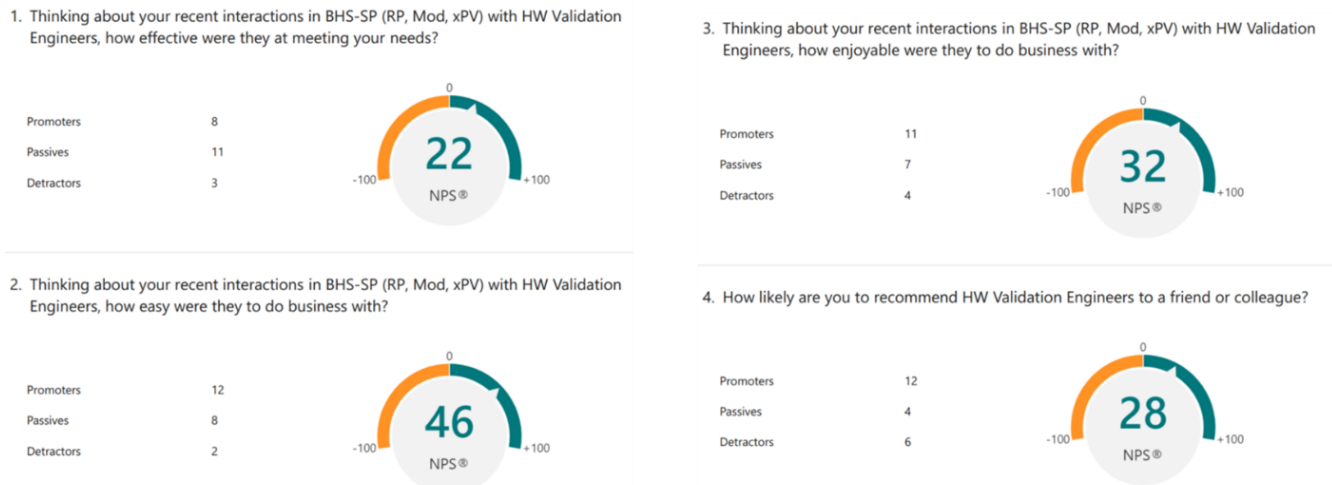 1. Thinking about your recent interactions in BHS-SP (RP, Mod, xPV) with HW Validation
Engineers, how effective were they at meeting your needs?
Promoters 8
Passives 11
Detractors 3
0
22
NPS®
-100
+100
2. Thinking about your recent interactions in BHS-SP (RP, Mod, xPV) with HW Validation
Engineers, how easy were they to do business with?
Promoters 12
Passives 8
Detractors 2
0
46
NPS®
-100
+100
3. Thinking about your recent interactions in BHS-SP (RP, Mod, xPV) with HW Validation
Engineers, how enjoyable were they to do business with?
Promoters 11
Passives 7
Detractors 4
0
32
NPS®
-100
+100
4. How likely are you to recommend HW Validation Engineers to a friend or colleague?
Promoters 12
Passives 4
Detractors 6
0
28
NPS®
-100
+100